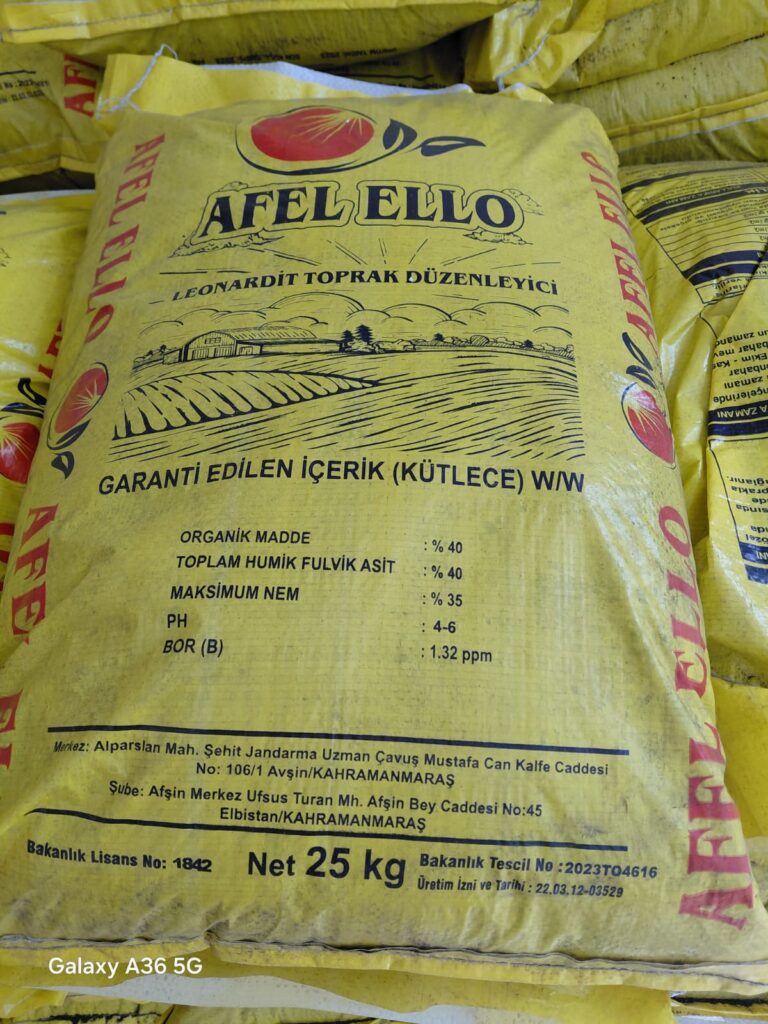 AFEL ELLO
LEONARDİT TOPRAK DÜZENLEYİCİ
GARANTİ EDİLEN İÇERİK (KÜTLECE) W/W
ORGANİK MADDE : % 40
TOPLAM HUMİK FULVİK ASİT : % 40
MAKSİMUM NEM : % 35
PH : 4-6
BOR (B) : 1.32 ppm
Merkez: Alparslan Mah. Şehit Jandarma Uzman Çavuş Mustafa Can Kalfe Caddesi
No: 106/1 Avşin/KAHRAMANMARAŞ
Şube: Afşin Merkez Ufsus Turan Mh. Afşin Bey Caddesi No:45
Elbistan/KAHRAMANMARAŞ
Bakanlık Lisans No: 1842
Net 25 kg
Bakanlık Tescil No :2023TO4616
Üretim İzni ve Tarihi : 22.03.12-03529
AFEL ELLO
AFE
AFEL ELLO
AFEL ELLO
Galaxy A36 5G